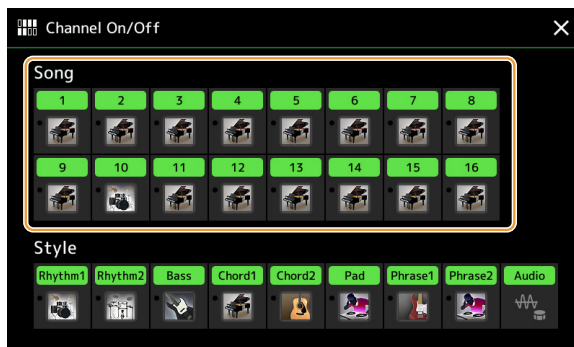 Channel On/Off
Song
1 2 3 4 5 6 7 8
9 10 11 12 13 14 15 16
Style
Rhythm1 Rhythm2 Bass Chord1 Chord2 Pad Phrase1 Phrase2 Audio